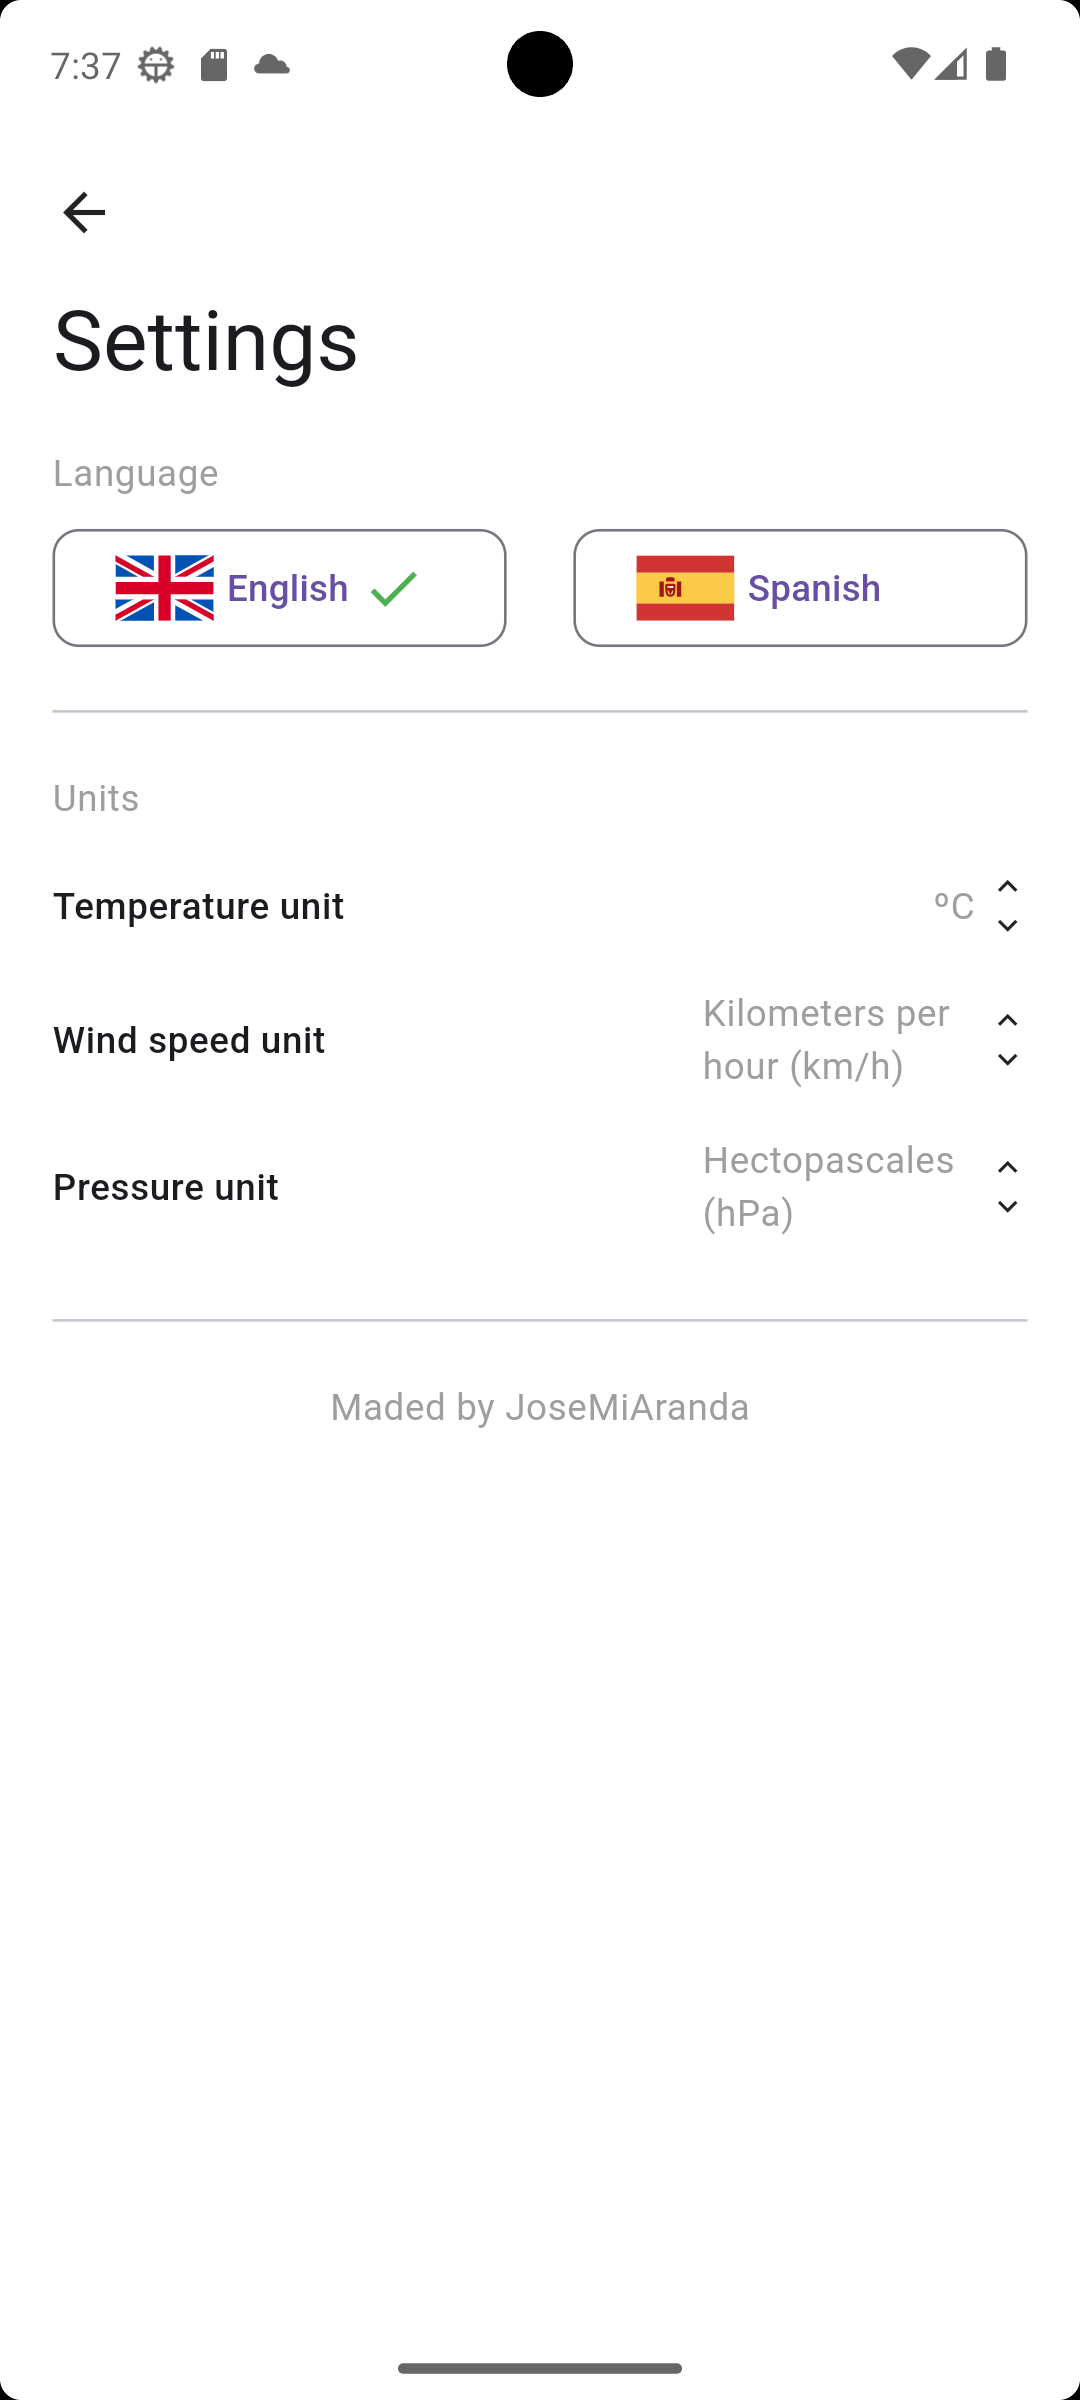 7:37
Settings
Language
English
Spanish
Units
Temperature unit
ºC
Wind speed unit
Kilometers per
hour (km/h)
Pressure unit
Hectopascales
(hPa)
Maded by JoseMiAranda